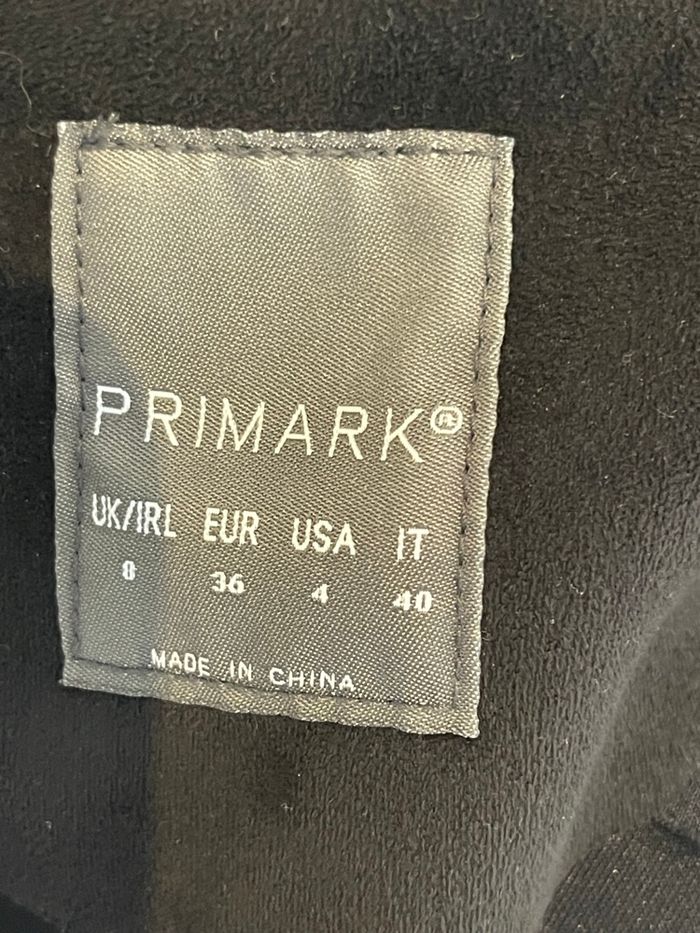 PRIMARK®
UK/IRL EUR USA IT
8 36 4 40
MADE IN CHINA